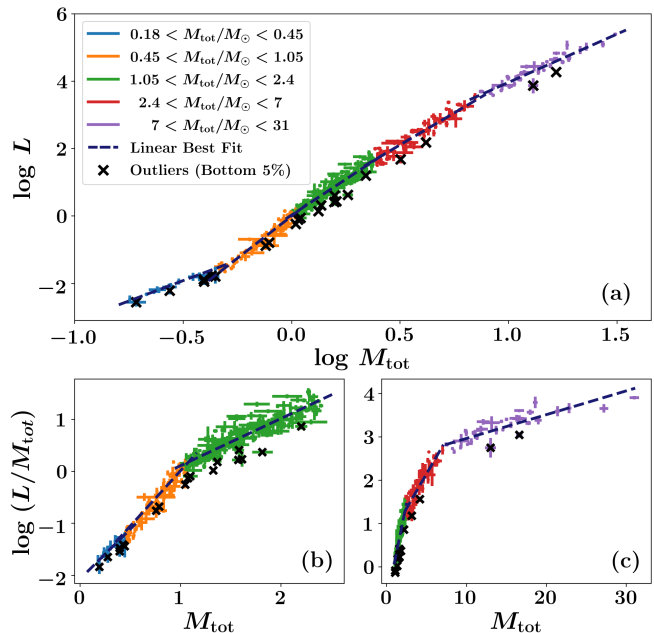 6
4
2
0
−2
log L
0.18 < M_tot/M_⊙ < 0.45
0.45 < M_tot/M_⊙ < 1.05
1.05 < M_tot/M_⊙ < 2.4
2.4 < M_tot/M_⊙ < 7
7 < M_tot/M_⊙ < 31
Linear Best Fit
Outliers (Bottom 5%)
(a)
−1.0 −0.5 0.0 0.5 1.0 1.5
log M_tot
log (L/M_tot)
1
0
−1
−2
(b)
0 1 2
M_tot
4
3
2
1
0
(c)
0 10 20 30
M_tot